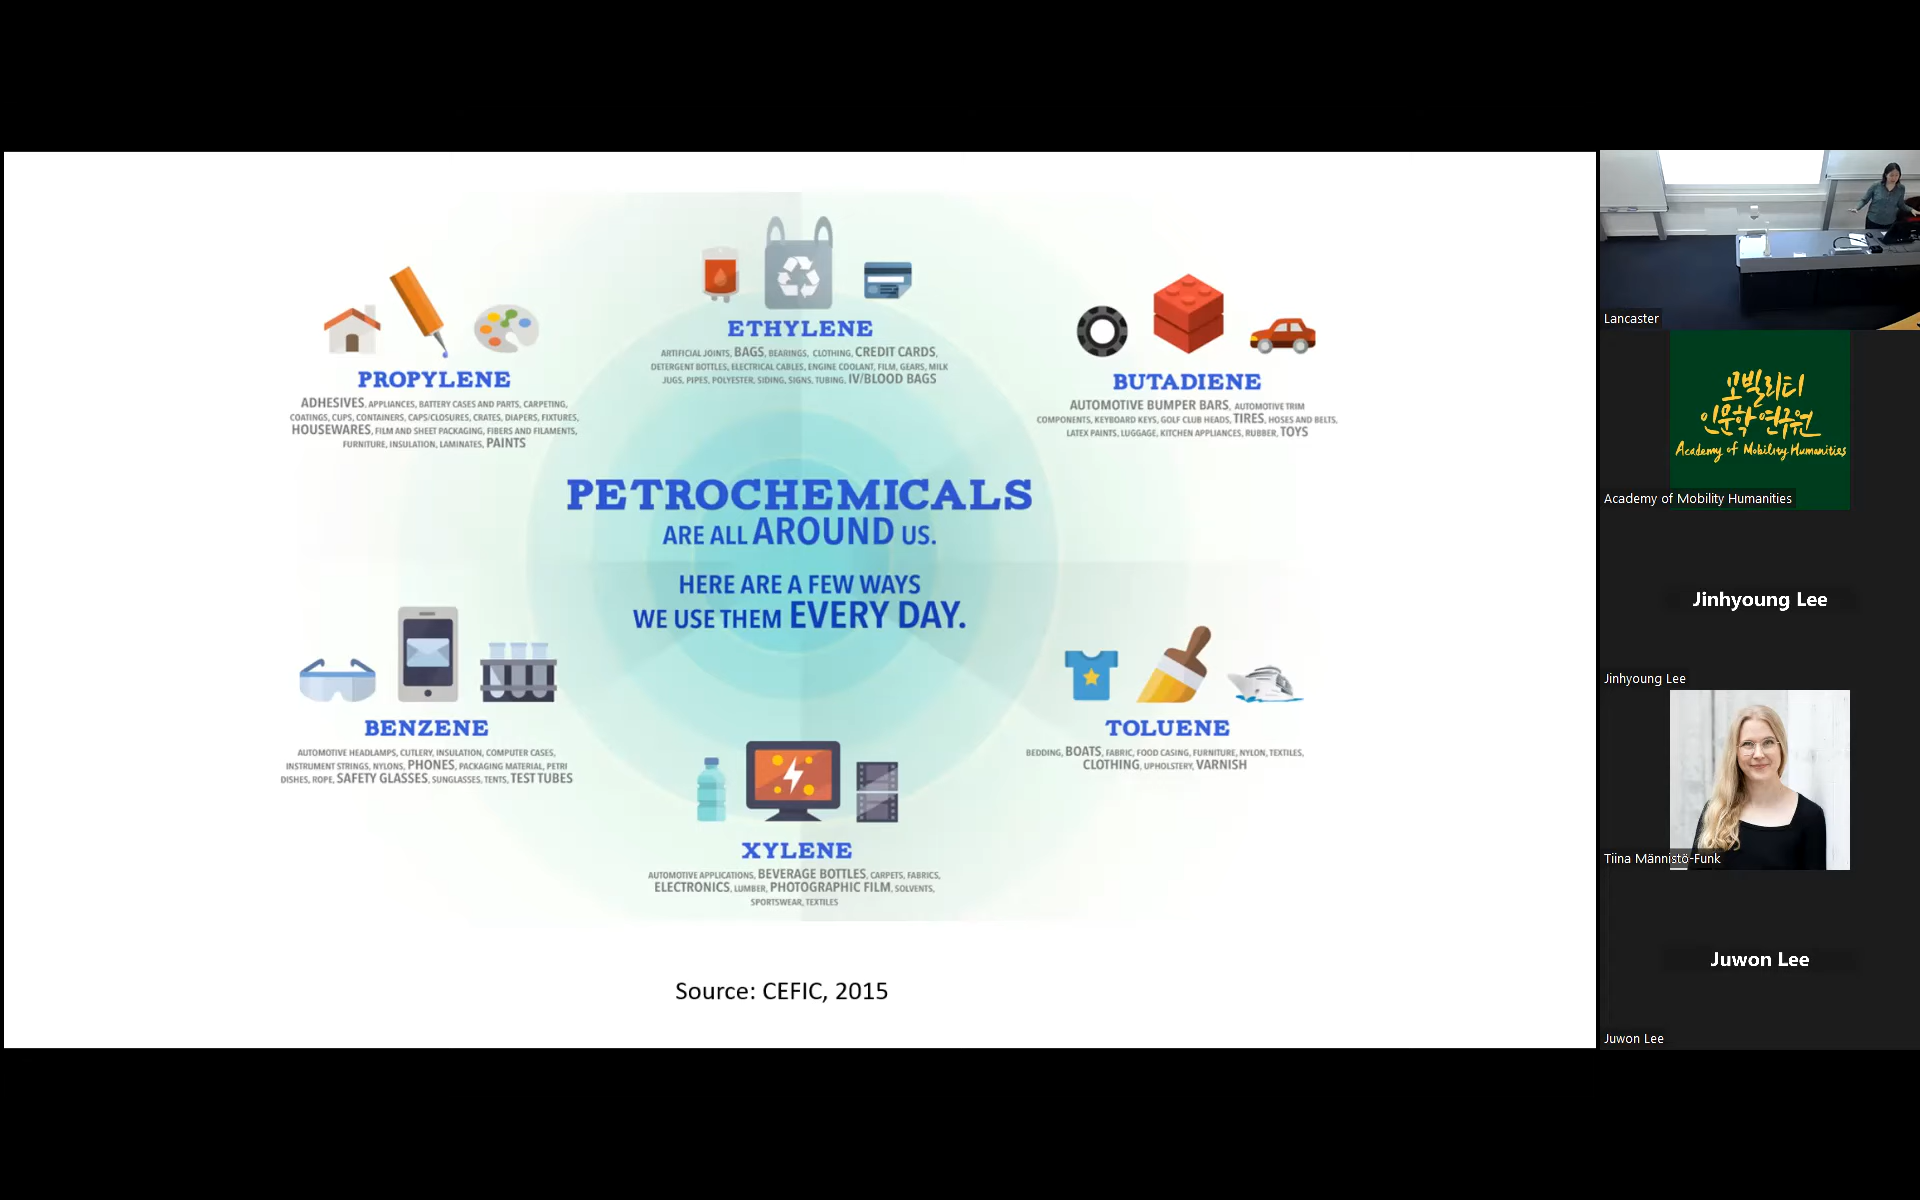 ETHYLENE
ARTIFICIAL JOINTS, BAGS, BEARINGS, CLOTHING, CREDIT CARDS,
DETERGENT BOTTLES, ELECTRICAL CABLES, ENGINE COOLANT, FILM, GEARS, MILK
JUGS, PIPES, POLYESTER, SIDING, SIGNS, TUBING, IV/BLOOD BAGS
PROPYLENE
ADHESIVES, APPLIANCES, BATTERY CASES AND PARTS, CARPETING,
COATINGS, CUPS, CONTAINERS, CAPS/CLOSURES, CRATES, DIAPERS, FIXTURES,
HOUSEWARES, FILM AND SHEET PACKAGING, FIBERS AND FILAMENTS,
FURNITURE, INSULATION, LAMINATES, PAINTS
BUTADIENE
AUTOMOTIVE BUMPER BARS, AUTOMOTIVE TRIM
COMPONENTS, KEYBOARD KEYS, GOLF CLUB HEADS, TIRES, HOSES AND BELTS,
LATEX PAINTS, LUGGAGE, KITCHEN APPLIANCES, RUBBER, TOYS
PETROCHEMICALS
ARE ALL AROUND US.
HERE ARE A FEW WAYS
WE USE THEM EVERY DAY.
BENZENE
AUTOMOTIVE HEADLAMPS, CUTLERY, INSULATION, COMPUTER CASES,
INSTRUMENT STRINGS, NYLONS, PHONES, PACKAGING MATERIAL, PETRI
DISHES, ROPE, SAFETY GLASSES, SUNGLASSES, TENTS, TEST TUBES
TOLUENE
BEDDING, BOATS, FABRIC, FOOD CASING, FURNITURE, NYLON, TEXTILES,
CLOTHING, UPHOLSTERY, VARNISH
XYLENE
AUTOMOTIVE APPLICATIONS, BEVERAGE BOTTLES, CARPETS, FABRICS,
ELECTRONICS, LUMBER, PHOTOGRAPHIC FILM, SOLVENTS,
SPORTSWEAR, TEXTILES
Source: CEFIC, 2015
Lancaster
모빌리티
인문학 연구원
Academy of Mobility Humanities
Academy of Mobility Humanities
Jinhyoung Lee
Jinhyoung Lee
Tiina Männistö-Funk
Juwon Lee
Juwon Lee